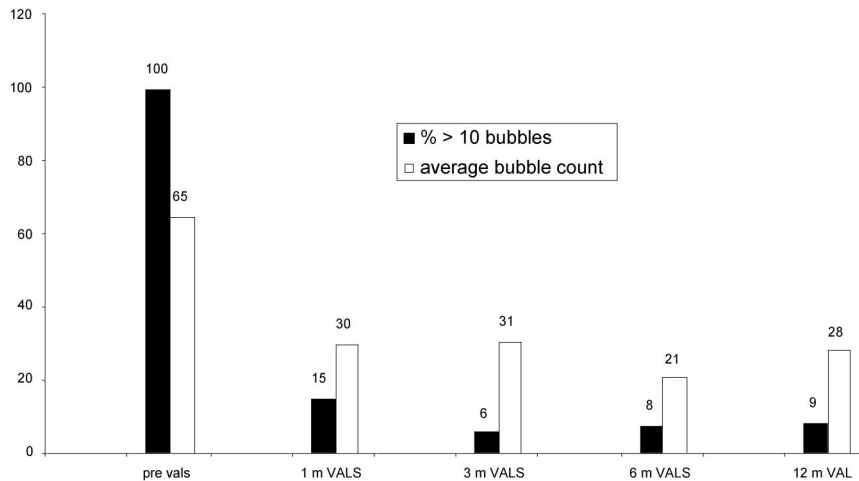 120
100
80
60
40
20
0
100
65
15
30
6
31
8
21
9
28
% > 10 bubbles
average bubble count
pre vals
1 m VALS
3 m VALS
6 m VALS
12 m VAL